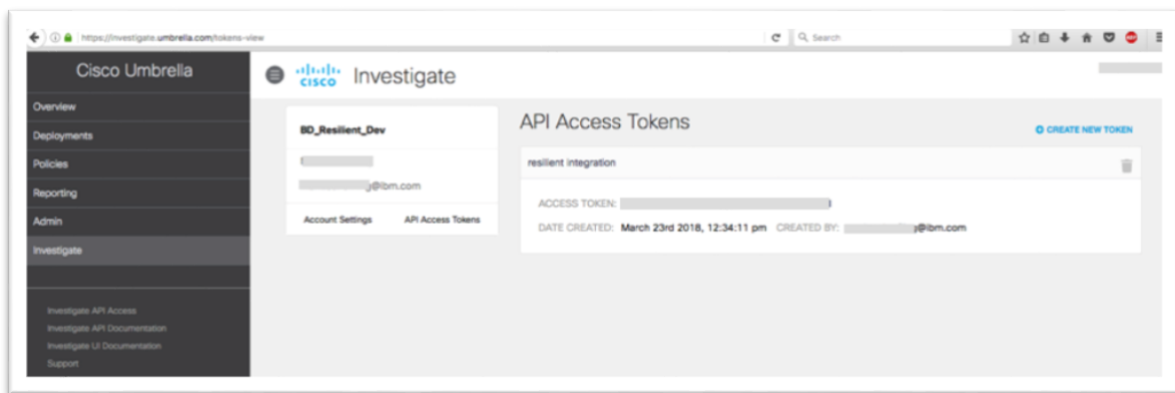 https://investigate.umbrella.com/tokens-view
Search
Cisco Umbrella
Overview
Deployments
Policies
Reporting
Admin
Investigate
Investigate API Access
Investigate API Documentation
Investigate UI Documentation
Support
CISCO Investigate
BD_Resilient_Dev
@ibm.com
Account Settings API Access Tokens
API Access Tokens
CREATE NEW TOKEN
resilient integration
ACCESS TOKEN:
DATE CREATED: March 23rd 2018, 12:34:11 pm CREATED BY: @ibm.com